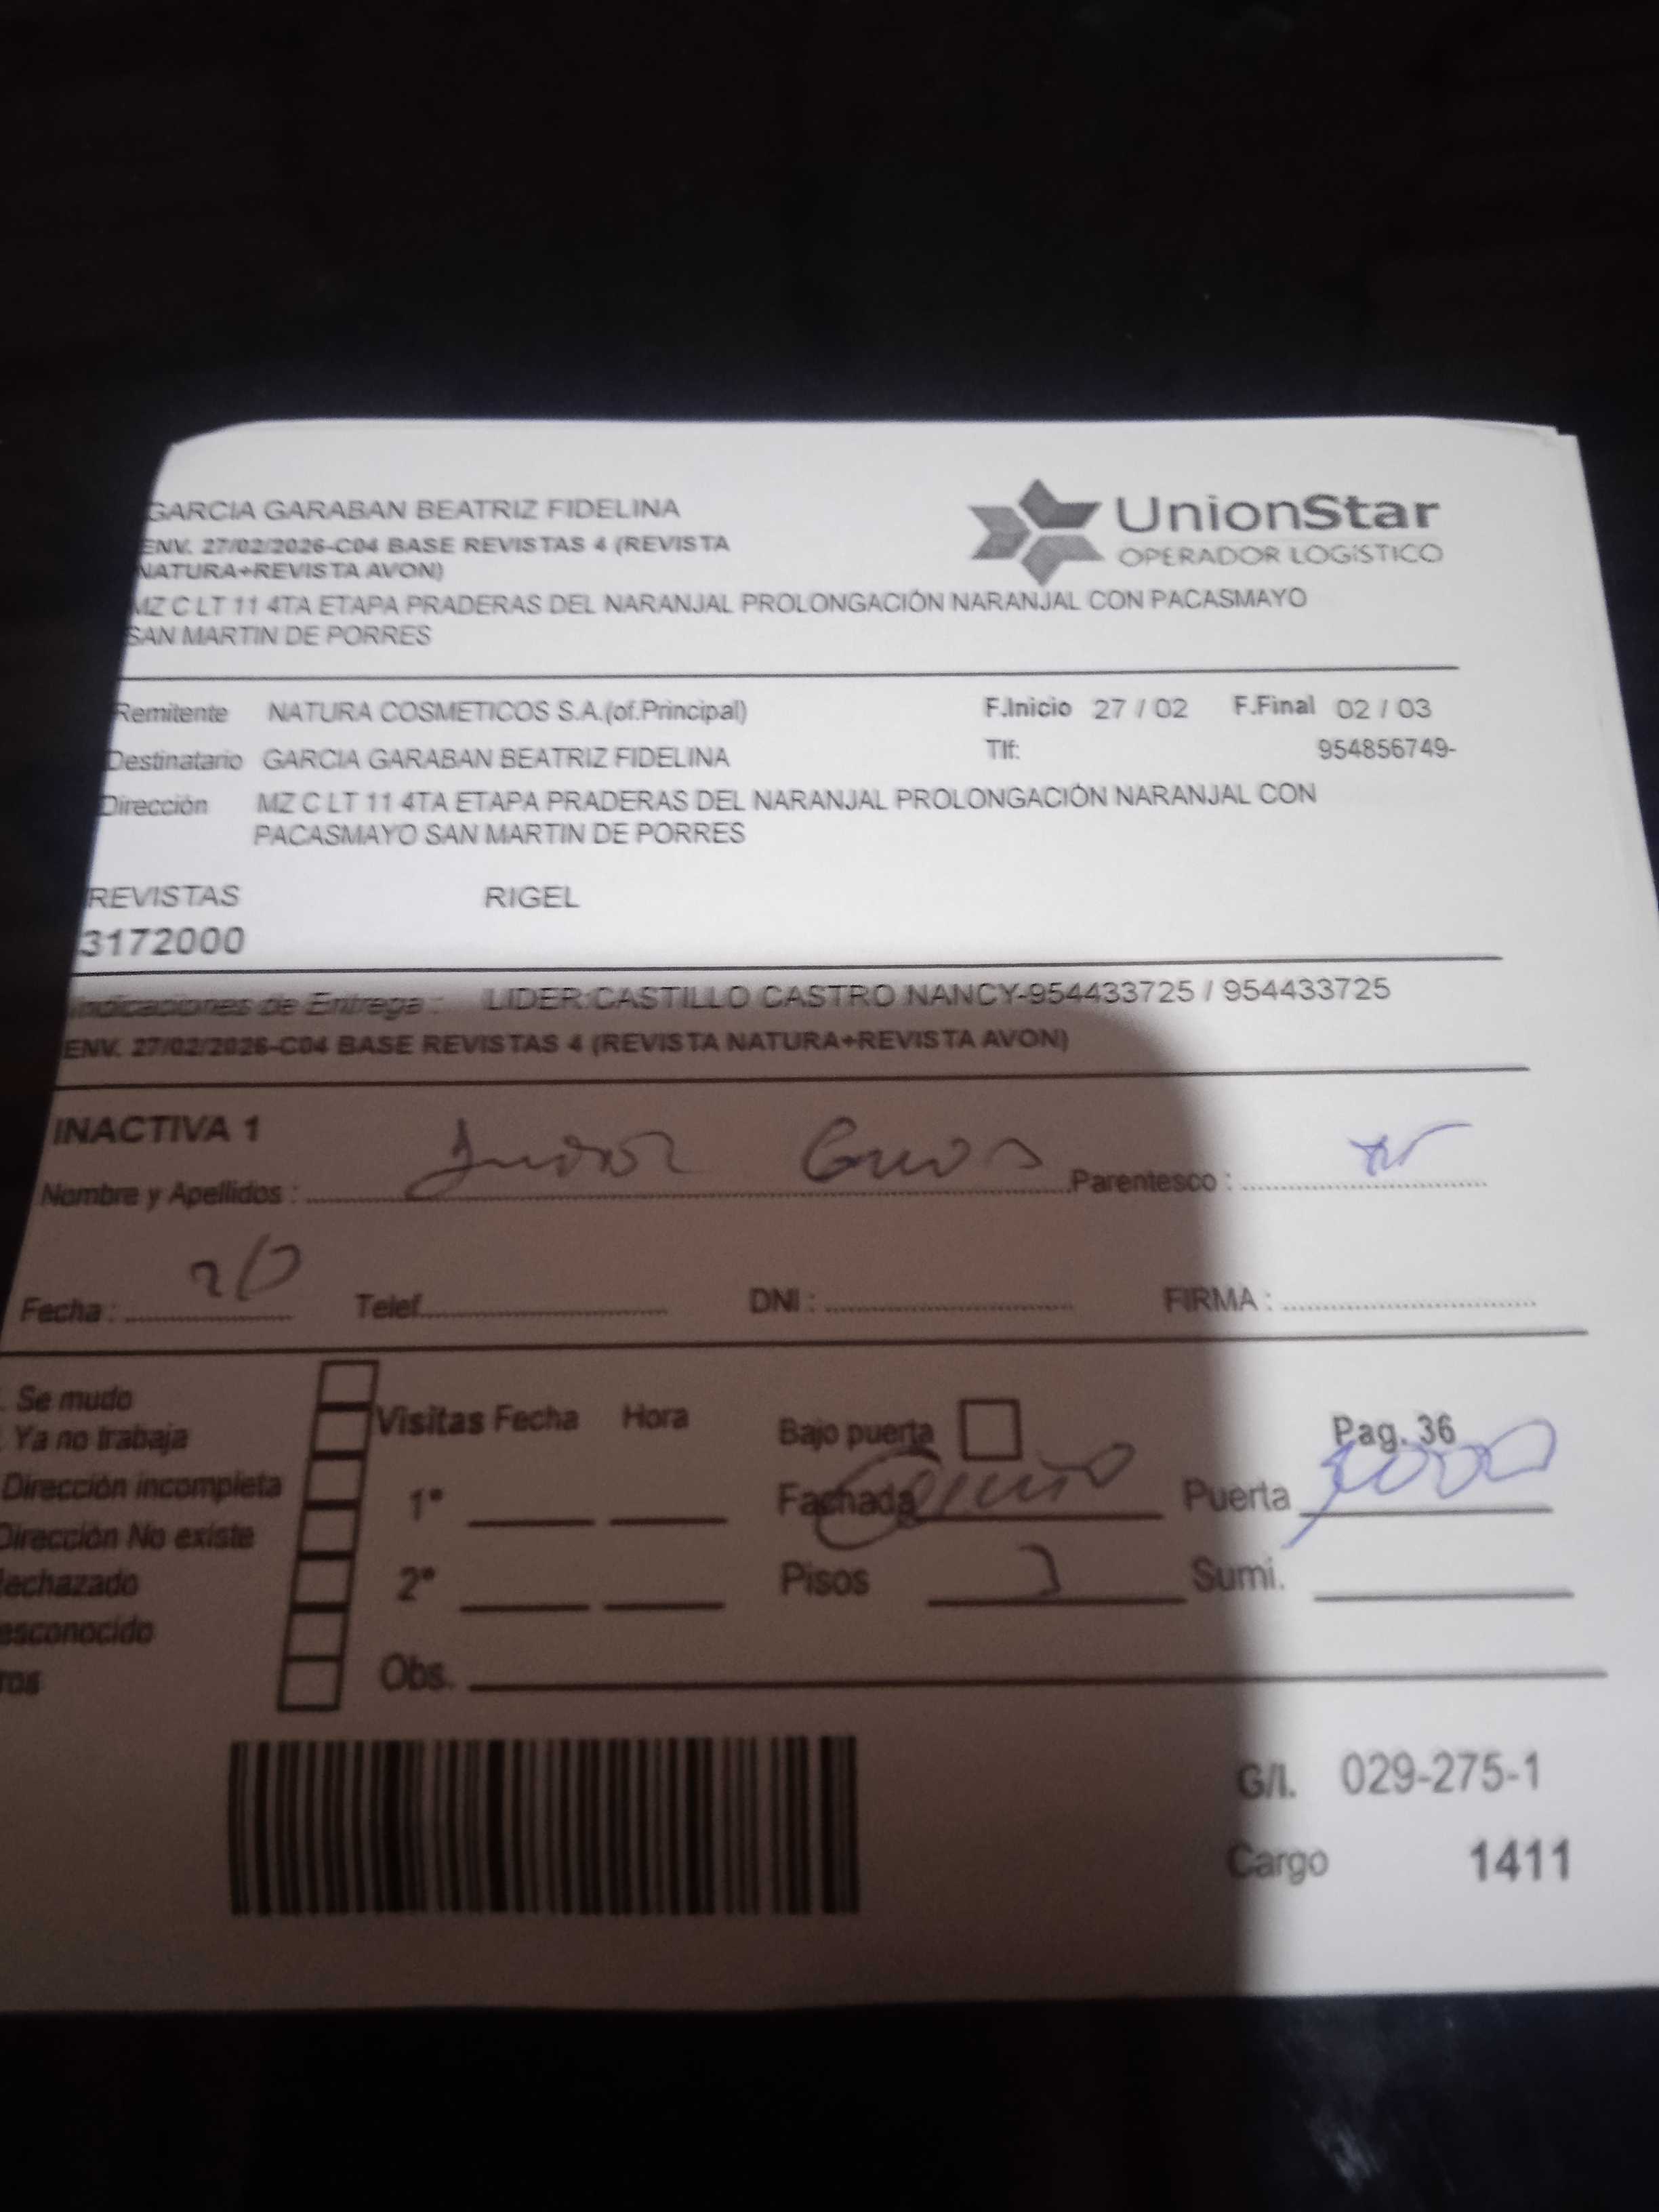 GARCIA GARABAN BEATRIZ FIDELINA
ENV. 27/02/2026-C04 BASE REVISTAS 4 (REVISTA
NATURA+REVISTA AVON)
MZ C LT 11 4TA ETAPA PRADERAS DEL NARANJAL PROLONGACIÓN NARANJAL CON PACASMAYO
SAN MARTIN DE PORRES
UnionStar
OPERADOR LOGÍSTICO
Remitente NATURA COSMETICOS S.A.(of.Principal) F.Inicio 27 / 02 F.Final 02 / 03
Destinatario GARCIA GARABAN BEATRIZ FIDELINA Tlf: 954856749-
Dirección MZ C LT 11 4TA ETAPA PRADERAS DEL NARANJAL PROLONGACIÓN NARANJAL CON
PACASMAYO SAN MARTIN DE PORRES
REVISTAS RIGEL
3172000
Indicaciones de Entrega : LIDER:CASTILLO CASTRO NANCY-954433725 / 954433725
ENV. 27/02/2026-C04 BASE REVISTAS 4 (REVISTA NATURA+REVISTA AVON)
INACTIVA 1
Nombre y Apellidos : Parentesco :
Fecha : Telef. DNI : FIRMA :
Se mudo
Ya no trabaja
Dirección incompleta
Dirección No existe
echazado
esconocido
ros
Visitas Fecha Hora
1°
2°
Obs.
Bajo puerta Pag. 36
Fachada Puerta
Pisos Sumi.
G/I. 029-275-1
Cargo 1411